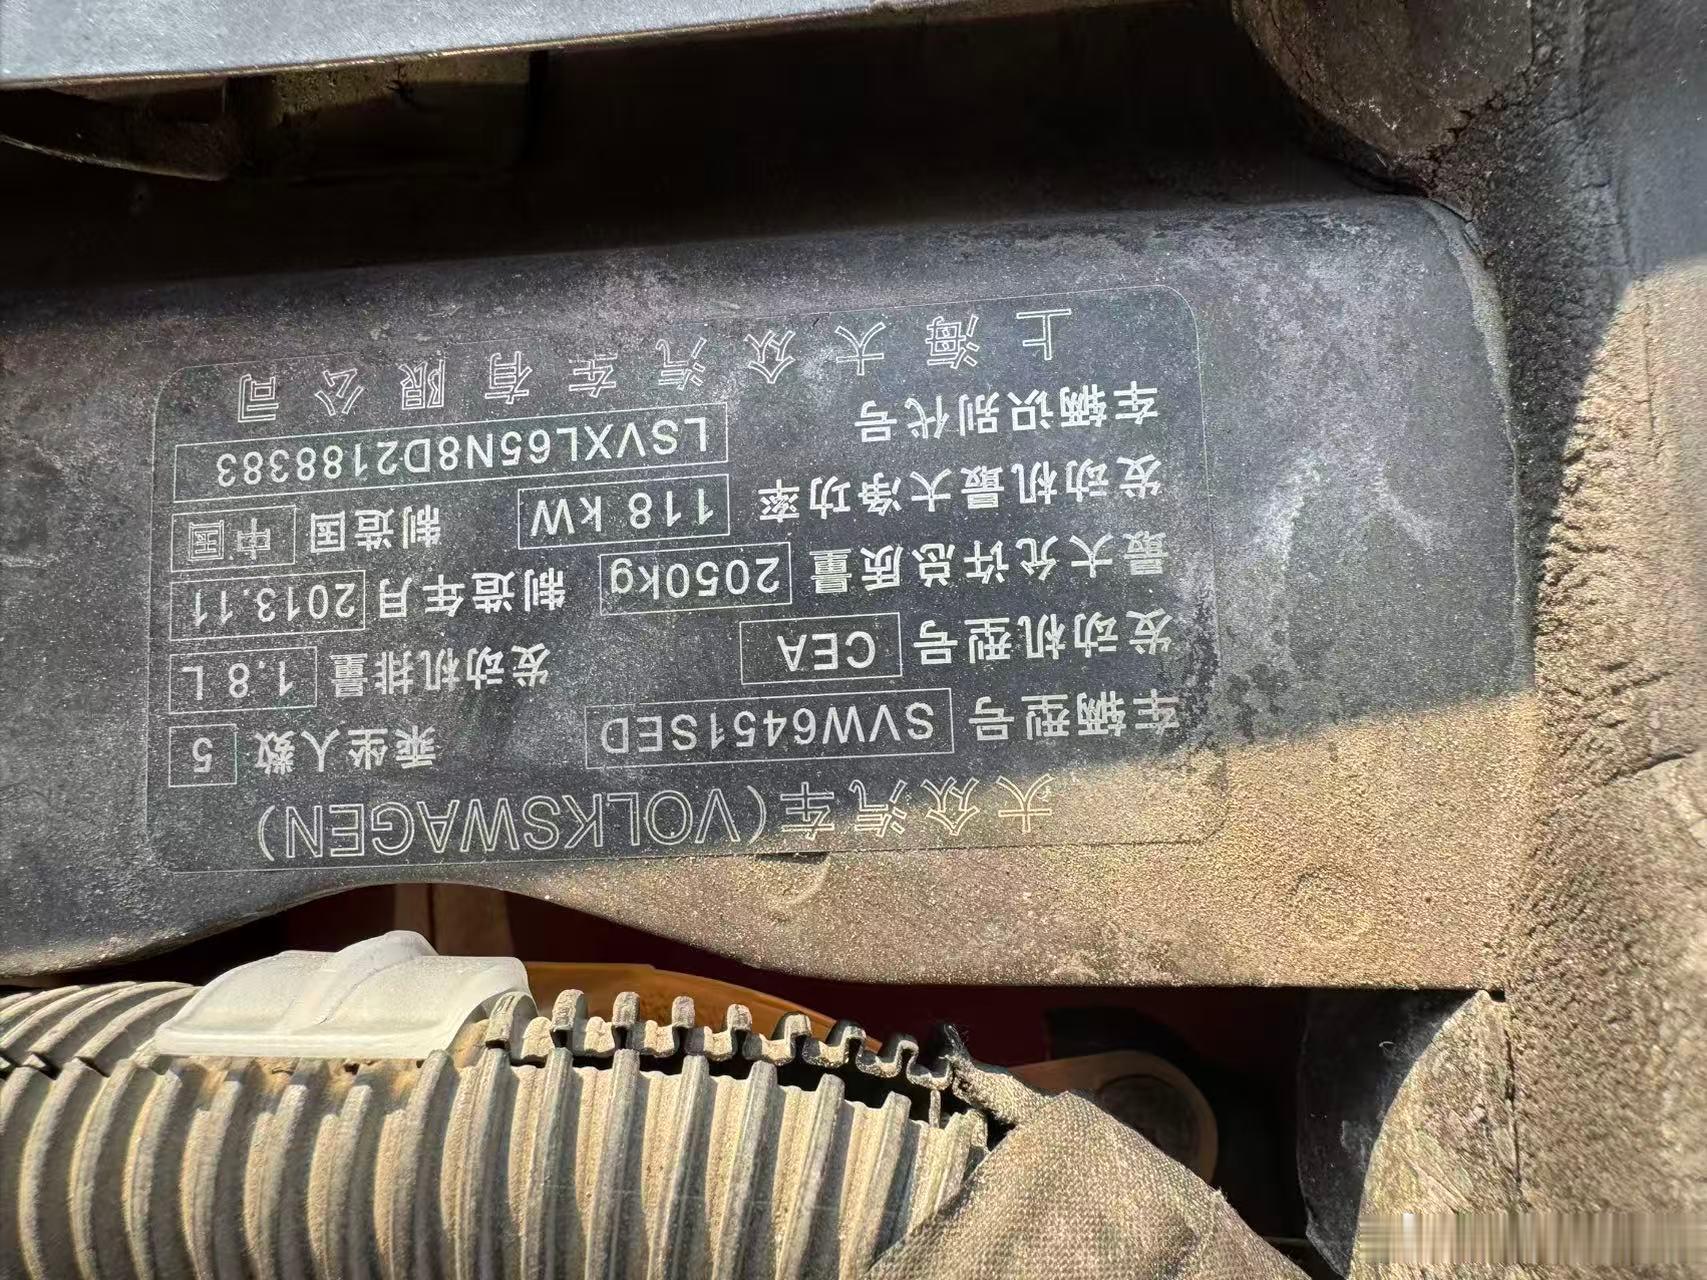 大众汽车(VOLKSWAGEN)
车辆型号 SVW6451SED 乘坐人数 5
发动机型号 CEA 发动机排量 1.8 L
最大允许总质量 2050kg 制造年月 2013.11
发动机最大净功率 118 kW 制造国 中国
车辆识别代号 LSVXL65N8D2188383
上海大众汽车有限公司